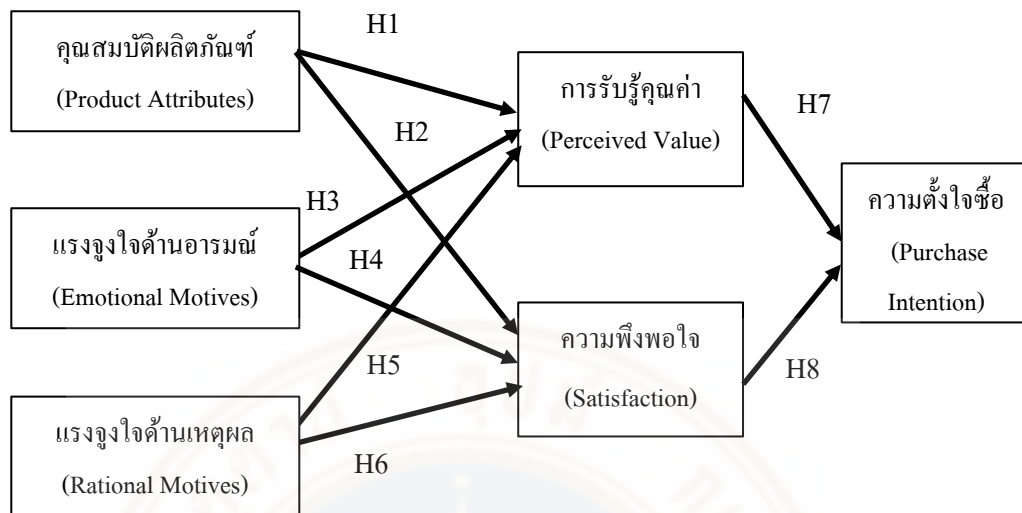 คุณสมบัติผลิตภัณฑ์
(Product Attributes)
H1
การรับรู้คุณค่า
(Perceived Value)
H7
H2
H3
แรงจูงใจด้านอารมณ์
(Emotional Motives)
H4
ความตั้งใจซื้อ
(Purchase
Intention)
ความพึงพอใจ
(Satisfaction)
H5
H8
แรงจูงใจด้านเหตุผล
(Rational Motives)
H6